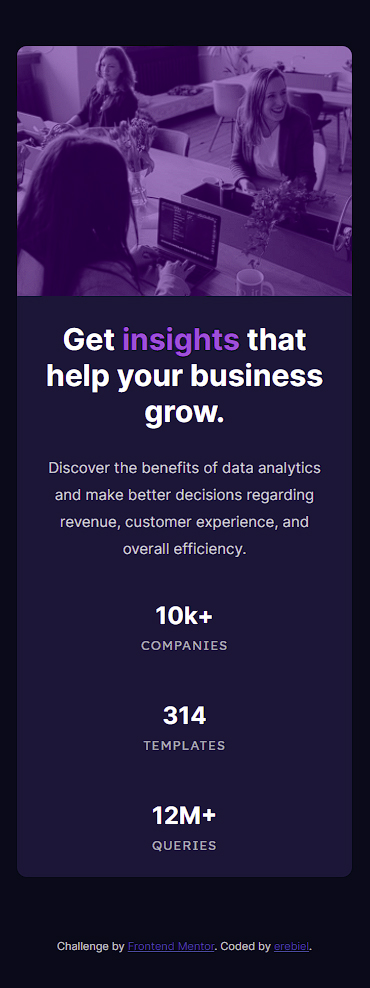 Get insights that
help your business
grow.
Discover the benefits of data analytics
and make better decisions regarding
revenue, customer experience, and
overall efficiency.
10k+
COMPANIES
314
TEMPLATES
12M+
QUERIES
Challenge by Frontend Mentor. Coded by erebiel.